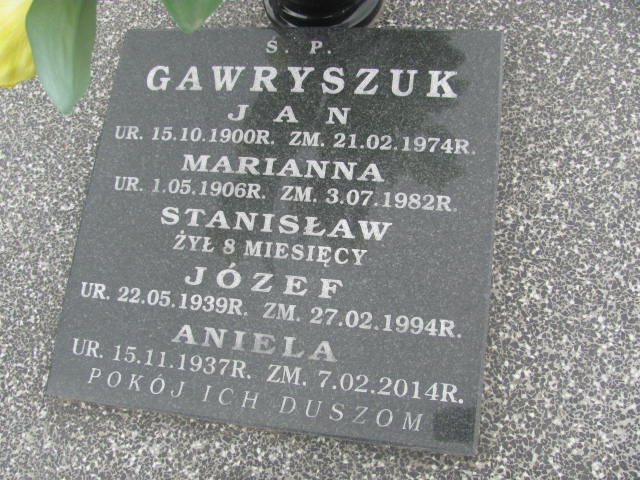 Ś. P.
GAWRYSZUK
JAN
UR. 15.10.1900R. ZM. 21.02.1974R.
MARIANNA
UR. 1.05.1906R. ZM. 3.07.1982R.
STANISŁAW
ŻYŁ 8 MIESIĘCY
JÓZEF
UR. 22.05.1939R. ZM. 27.02.1994R.
ANIELA
UR. 15.11.1937R. ZM. 7.02.2014R.
POKÓJ ICH DUSZOM